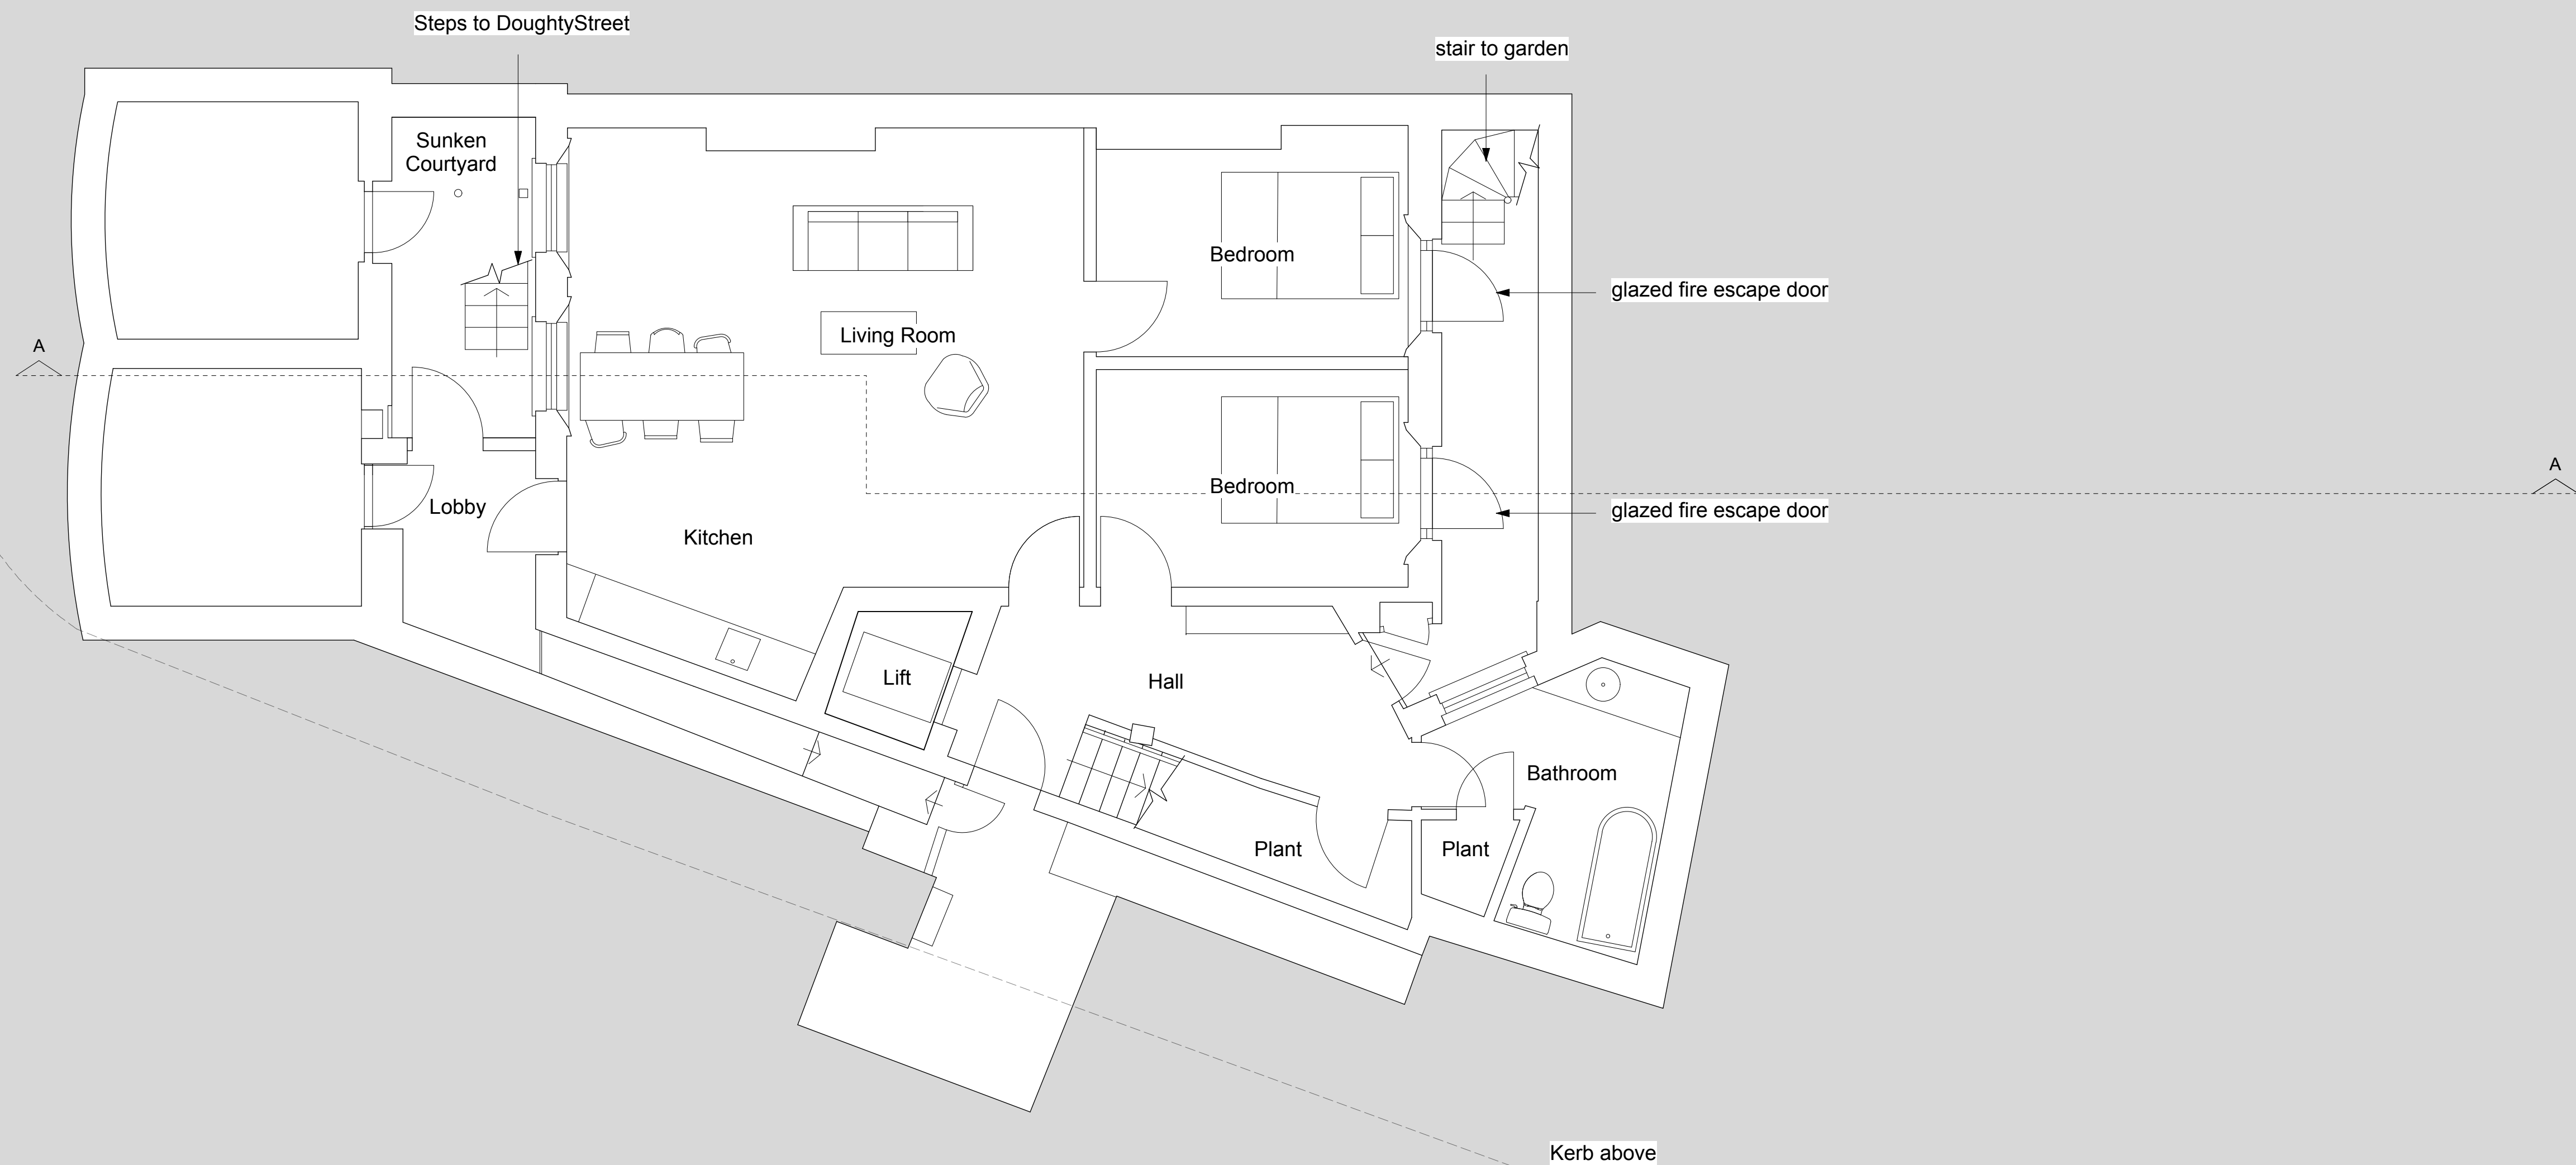 Steps to DoughtyStreet
stair to garden
Sunken
Courtyard
Bedroom
glazed fire escape door
Living Room
A
A
Bedroom
glazed fire escape door
Lobby
Kitchen
Lift
Hall
Bathroom
Plant
Plant
Kerb above